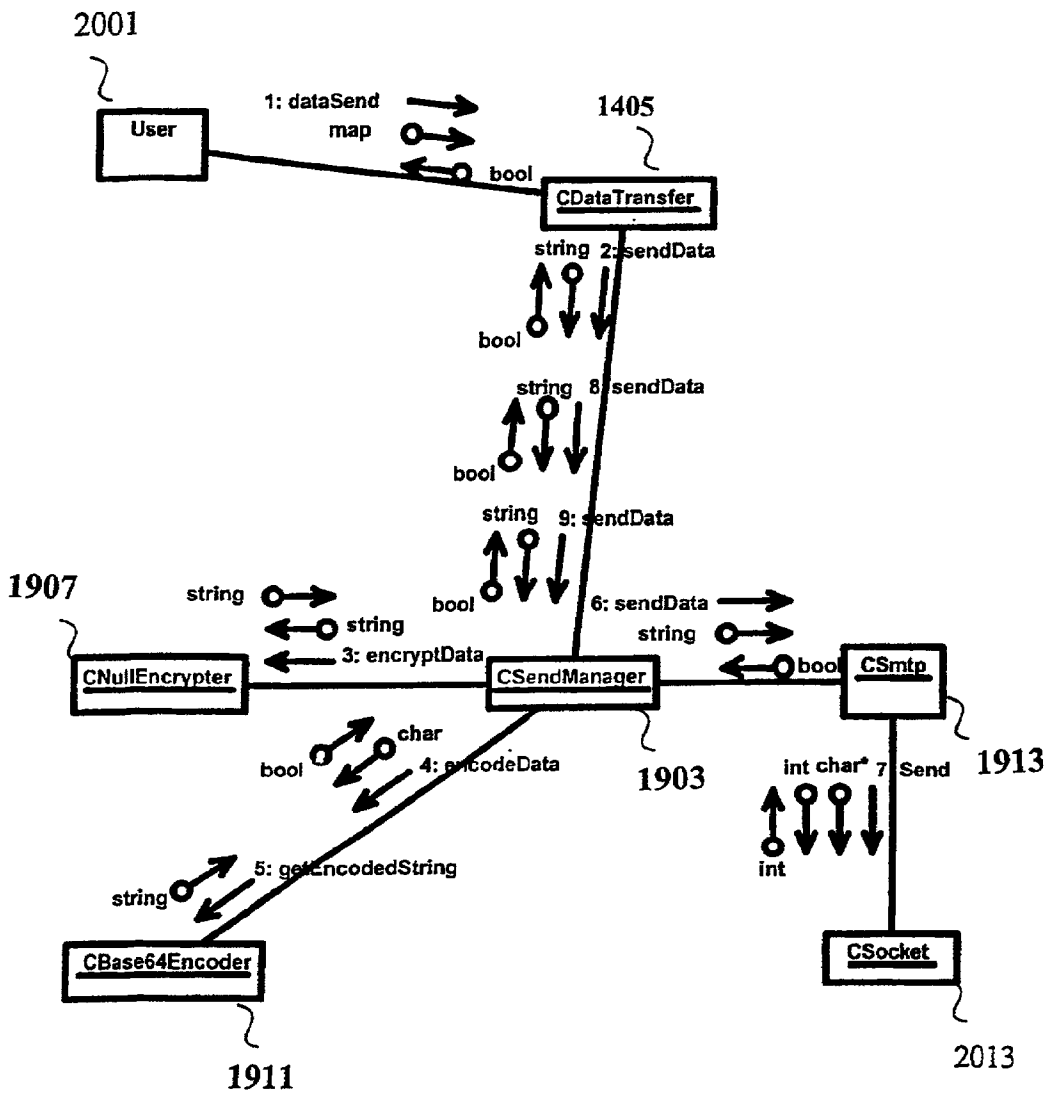 2001
1: dataSend
map
bool
User
1405
CDataTransfer
string 2: sendData
bool
string 8: sendData
bool
string 9: sendData
bool
1907
string
string
3: encryptData
CNullEncrypter
CSendManager
6: sendData
string
bool
CSmtp
1903
1913
char
bool
4: encodeData
int char* 7 Send
int
5: getEncodedString
string
CBase64Encoder
CSocket
1911
2013